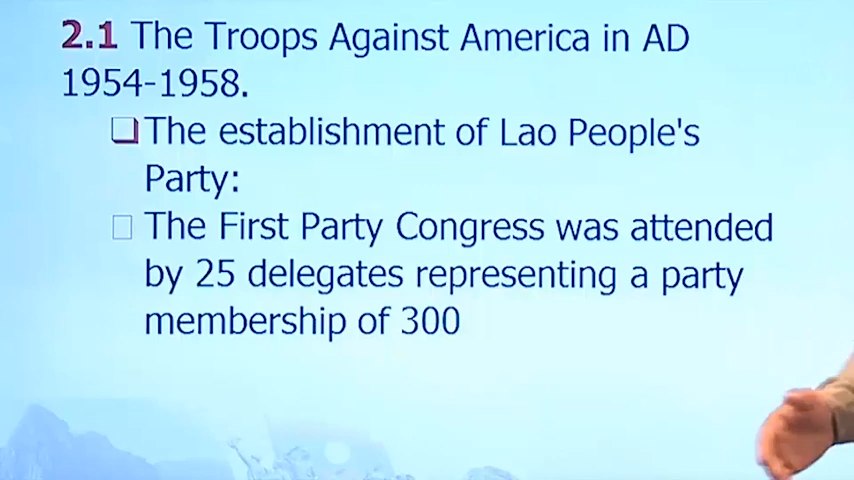 2.1 The Troops Against America in AD
1954-1958.
❑The establishment of Lao People's
Party:
The First Party Congress was attended
by 25 delegates representing a party
membership of 300